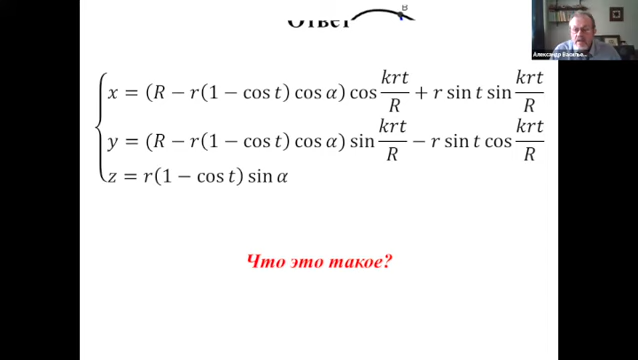 B
Ответ
x = (R − r(1 − cos t) cos α) cos krt/R + r sin t sin krt/R
y = (R − r(1 − cos t) cos α) sin krt/R − r sin t cos krt/R
z = r(1 − cos t) sin α
Что это такое?